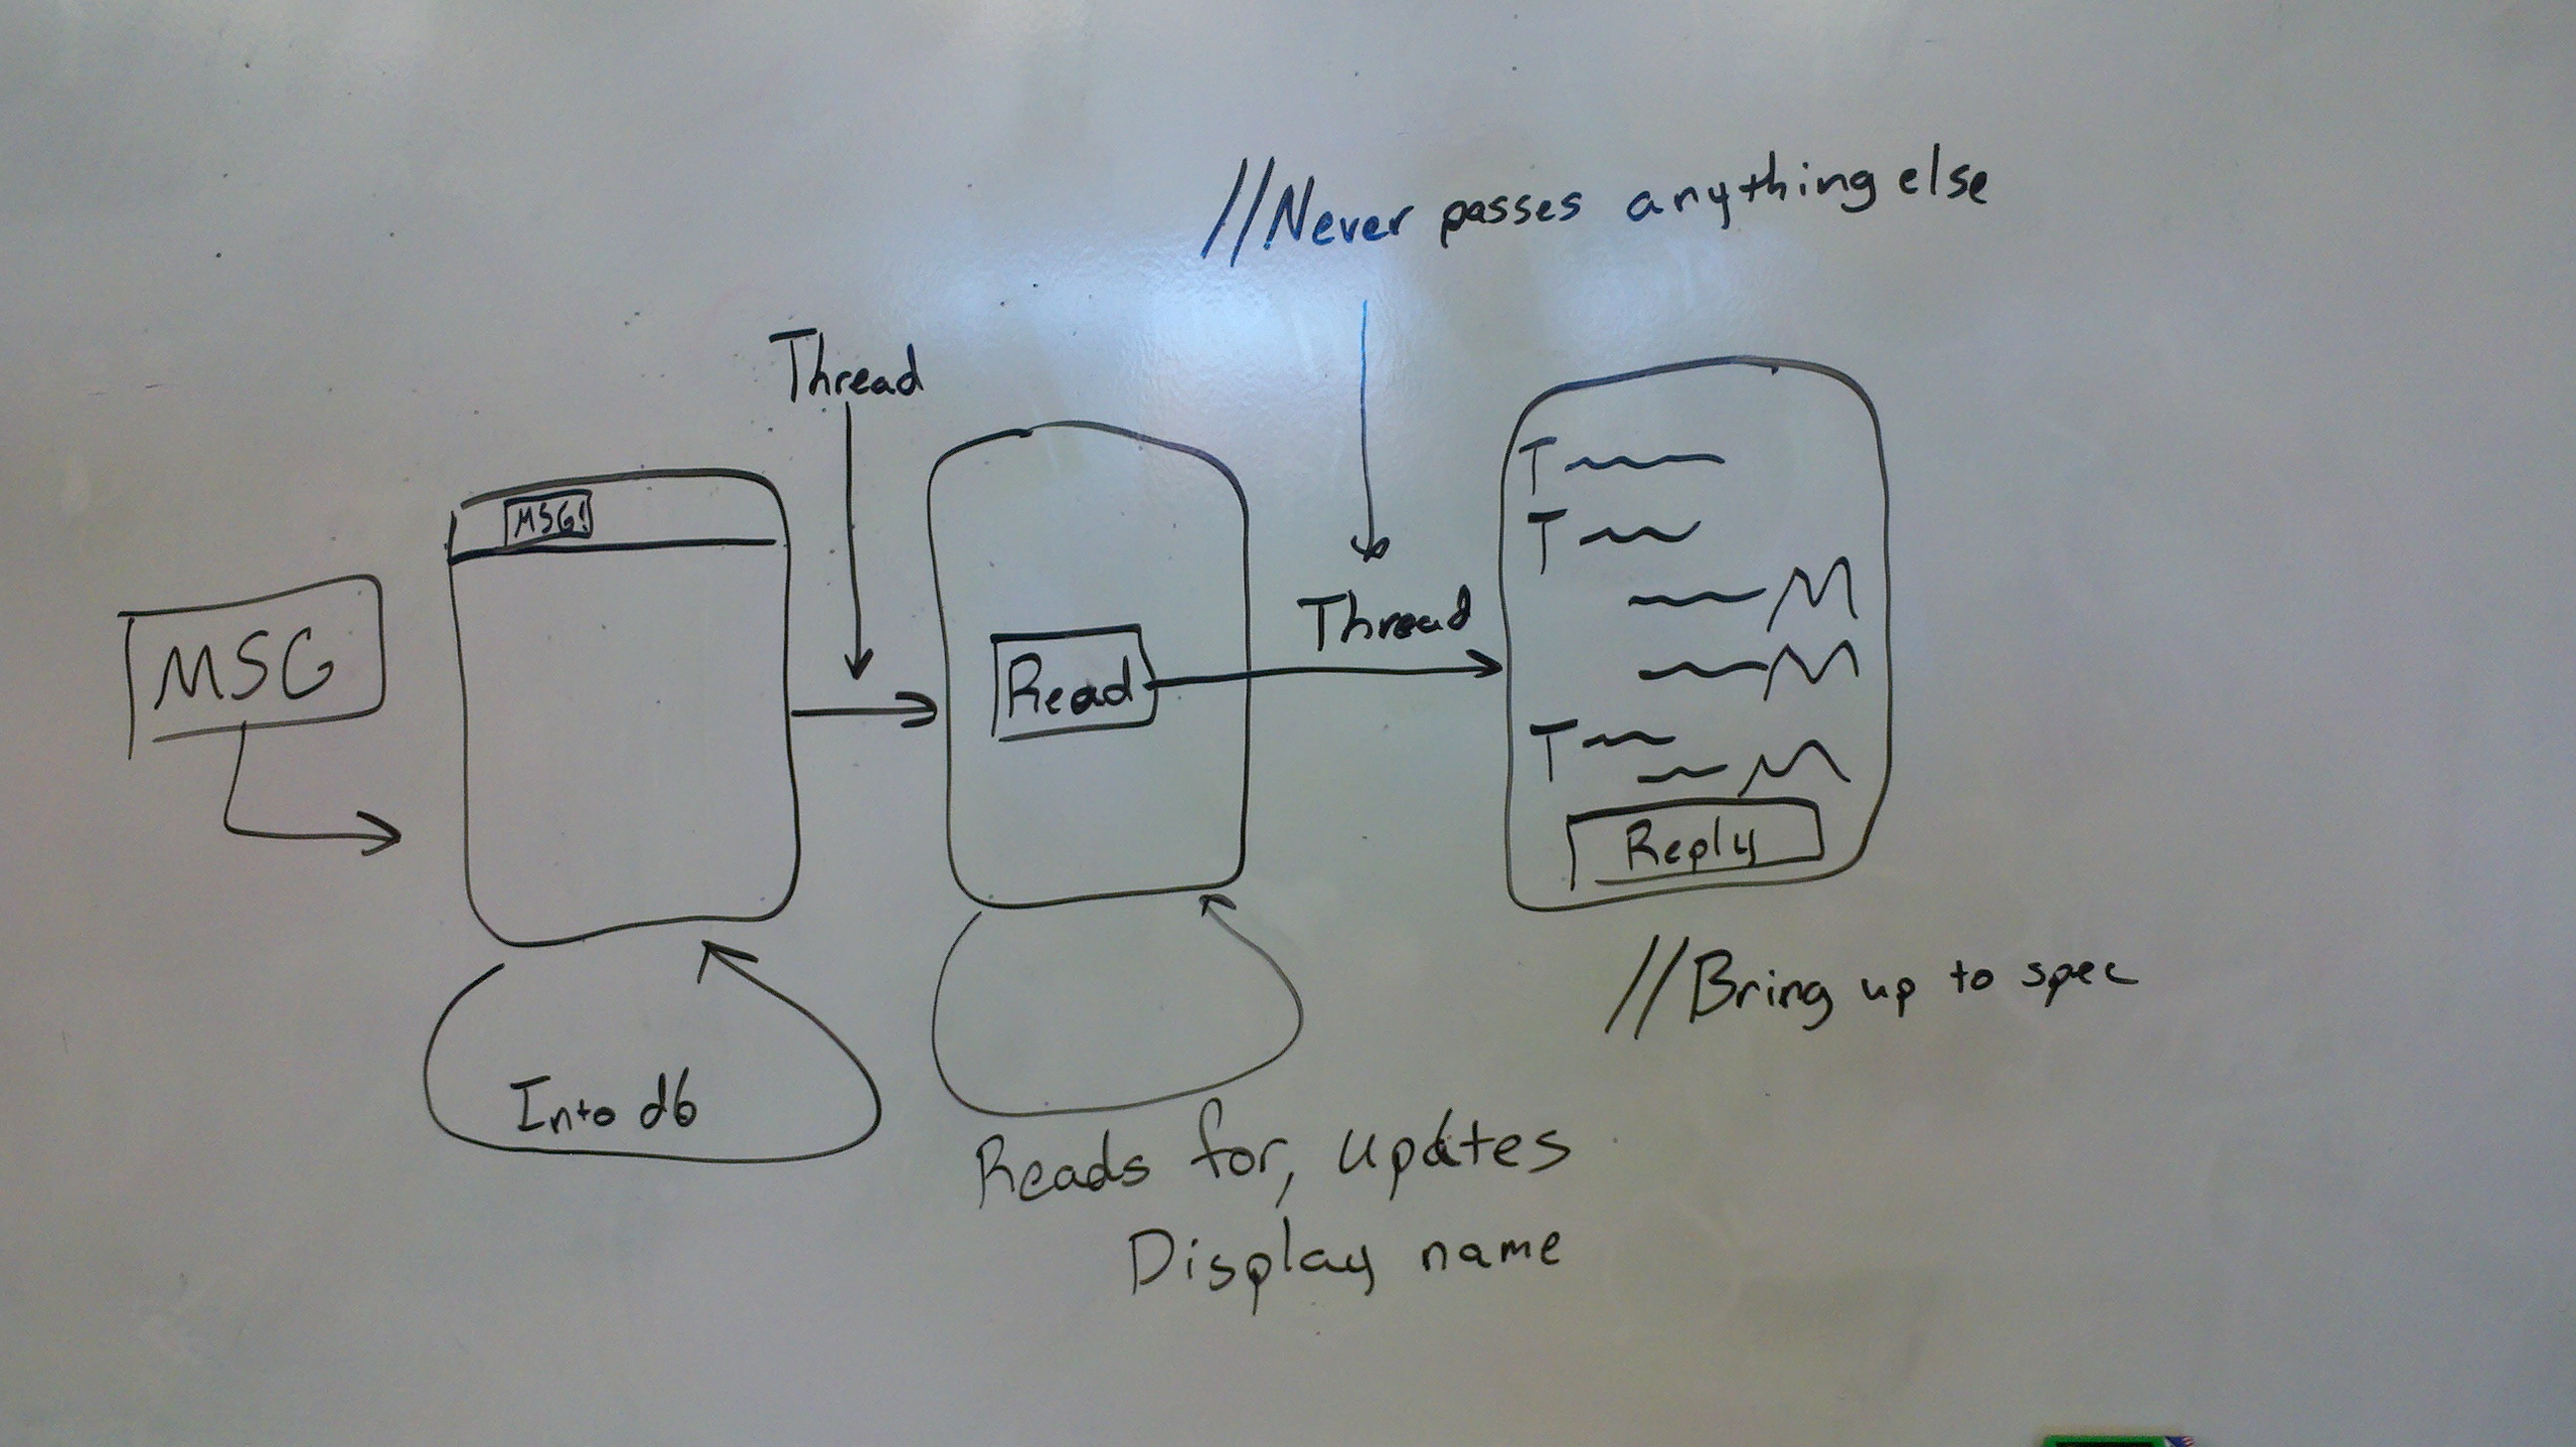 //Never passes anything else
Thread
MSG!
MSG
Read
Thread
T
T
M
M
T
M
Reply
//Bring up to spec
Into db
Reads for, updates
Display name